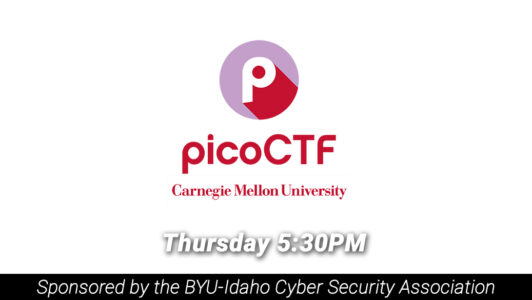 p
picoCTF
Carnegie Mellon University
Thursday 5:30PM
Sponsored by the BYU-Idaho Cyber Security Association